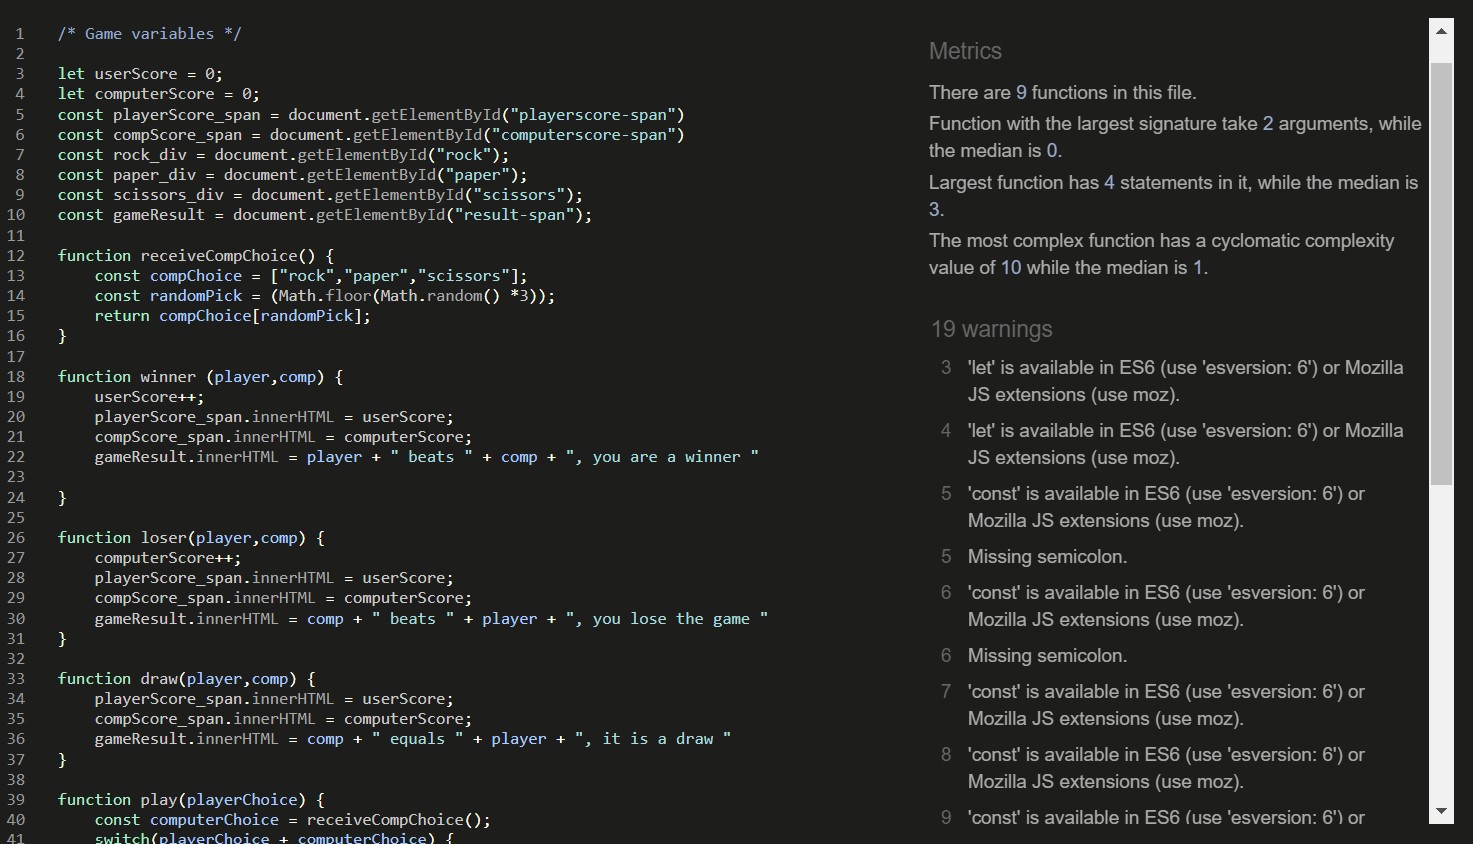 1 /* Game variables */
2
3 let userScore = 0;
4 let computerScore = 0;
5 const playerScore_span = document.getElementById("playerscore-span")
6 const compScore_span = document.getElementById("computerscore-span")
7 const rock_div = document.getElementById("rock");
8 const paper_div = document.getElementById("paper");
9 const scissors_div = document.getElementById("scissors");
10 const gameResult = document.getElementById("result-span");
11
12 function receiveCompChoice() {
13     const compChoice = ["rock","paper","scissors"];
14     const randomPick = (Math.floor(Math.random() *3));
15     return compChoice[randomPick];
16 }
17
18 function winner (player,comp) {
19     userScore++;
20     playerScore_span.innerHTML = userScore;
21     compScore_span.innerHTML = computerScore;
22     gameResult.innerHTML = player + " beats " + comp + ", you are a winner "
23
24 }
25
26 function loser(player,comp) {
27     computerScore++;
28     playerScore_span.innerHTML = userScore;
29     compScore_span.innerHTML = computerScore;
30     gameResult.innerHTML = comp + " beats " + player + ", you lose the game "
31 }
32
33 function draw(player,comp) {
34     playerScore_span.innerHTML = userScore;
35     compScore_span.innerHTML = computerScore;
36     gameResult.innerHTML = comp + " equals " + player + ", it is a draw "
37 }
38
39 function play(playerChoice) {
40     const computerChoice = receiveCompChoice();
41     switch(playerChoice + computerChoice) {
Metrics
There are 9 functions in this file.
Function with the largest signature take 2 arguments, while
the median is 0.
Largest function has 4 statements in it, while the median is
3.
The most complex function has a cyclomatic complexity
value of 10 while the median is 1.
19 warnings
3 'let' is available in ES6 (use 'esversion: 6') or Mozilla
JS extensions (use moz).
4 'let' is available in ES6 (use 'esversion: 6') or Mozilla
JS extensions (use moz).
5 'const' is available in ES6 (use 'esversion: 6') or
Mozilla JS extensions (use moz).
5 Missing semicolon.
6 'const' is available in ES6 (use 'esversion: 6') or
Mozilla JS extensions (use moz).
6 Missing semicolon.
7 'const' is available in ES6 (use 'esversion: 6') or
Mozilla JS extensions (use moz).
8 'const' is available in ES6 (use 'esversion: 6') or
Mozilla JS extensions (use moz).
9 'const' is available in ES6 (use 'esversion: 6') or